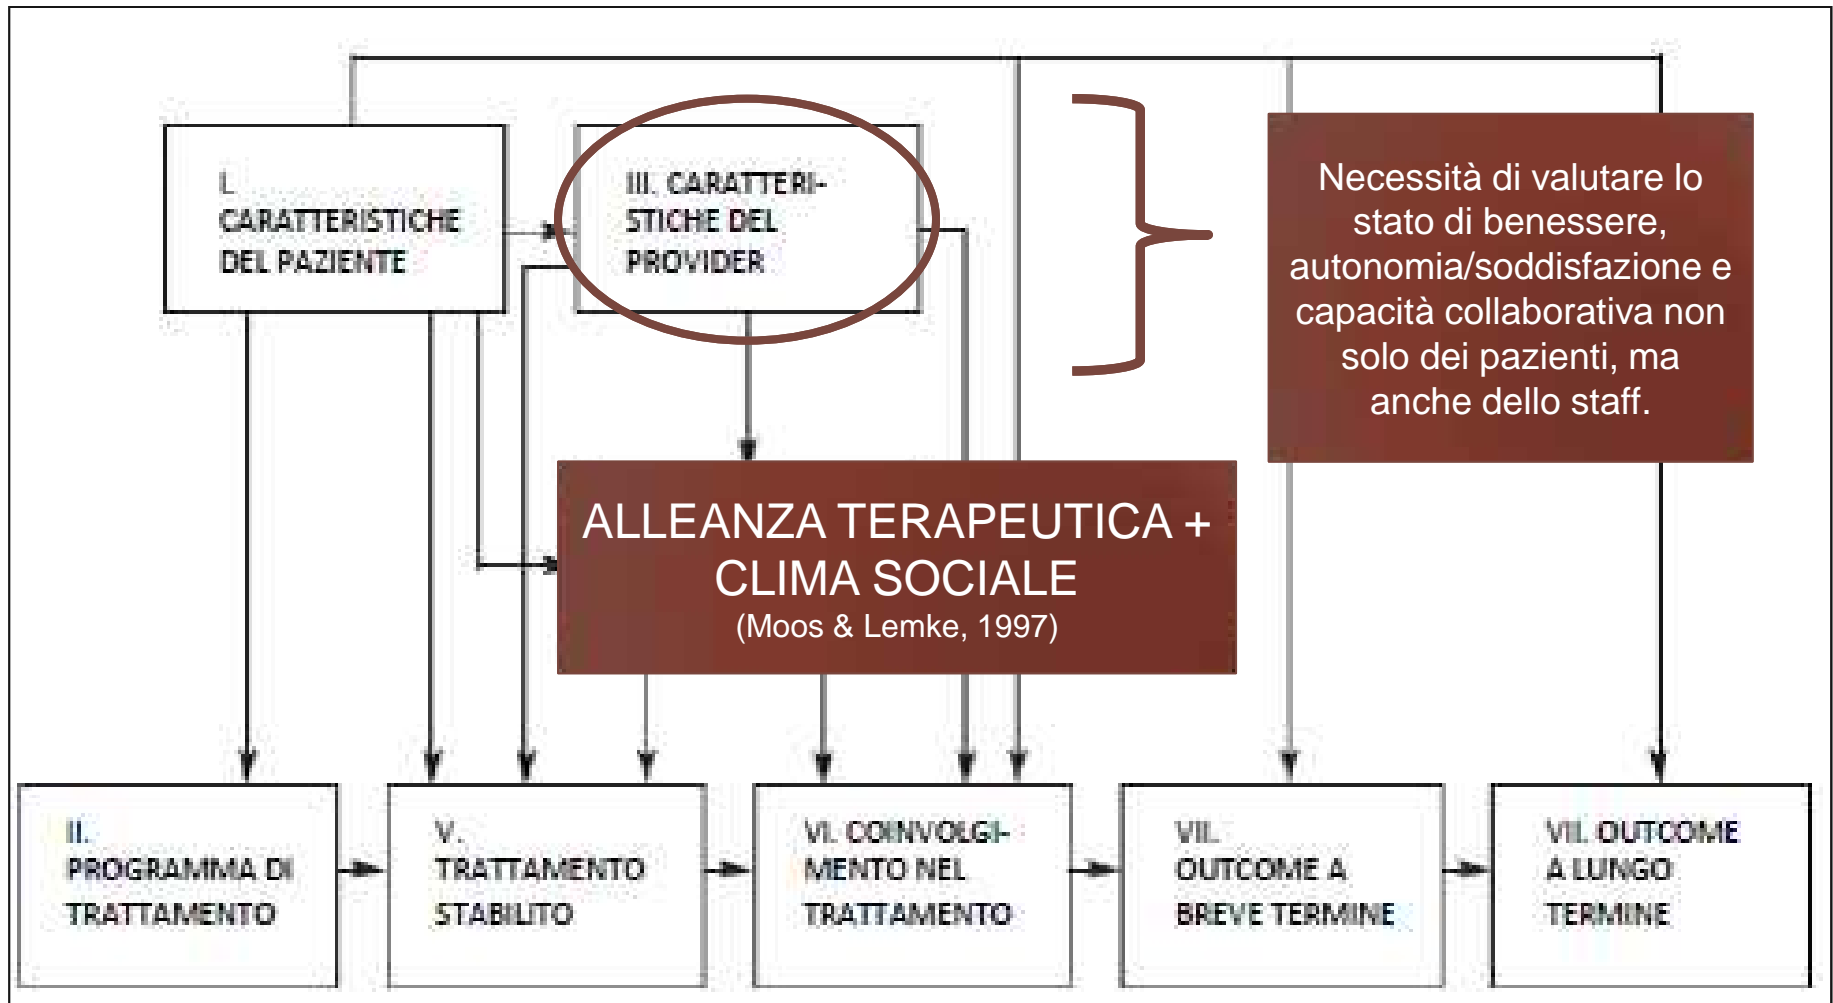 I.
CARATTERISTICHE
DEL PAZIENTE
III. CARATTERI-
STICHE DEL
PROVIDER
Necessità di valutare lo
stato di benessere,
autonomia/soddisfazione e
capacità collaborativa non
solo dei pazienti, ma
anche dello staff.
ALLEANZA TERAPEUTICA +
CLIMA SOCIALE
(Moos & Lemke, 1997)
II.
PROGRAMMA DI
TRATTAMENTO
V.
TRATTAMENTO
STABILITO
VI. COINVOLGI-
MENTO NEL
TRATTAMENTO
VII.
OUTCOME A
BREVE TERMINE
VII. OUTCOME
A LUNGO
TERMINE